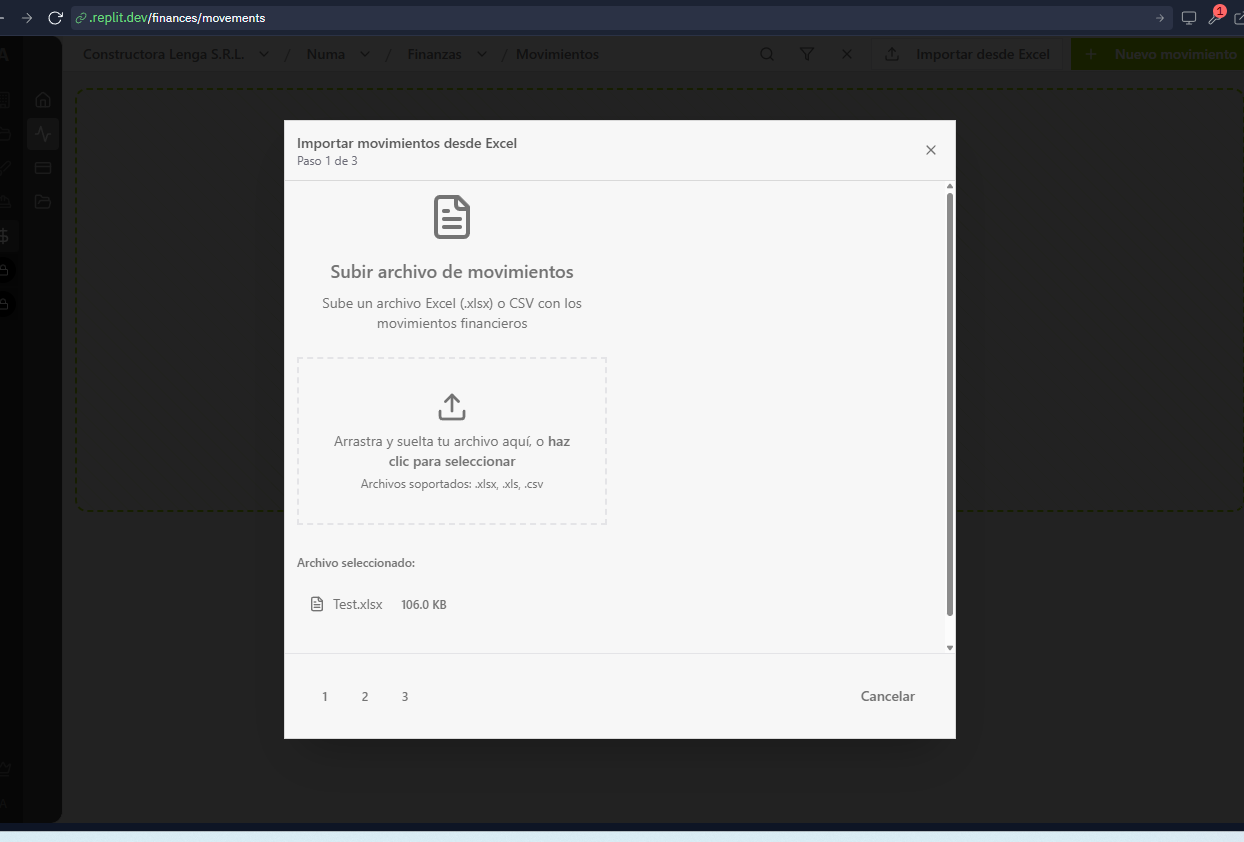 .replit.dev/finances/movements
1
Constructora Lenga S.R.L. / Numa / Finanzas / Movimientos
Importar desde Excel
+ Nuevo movimiento
Importar movimientos desde Excel
Paso 1 de 3
Subir archivo de movimientos
Sube un archivo Excel (.xlsx) o CSV con los
movimientos financieros
Arrastra y suelta tu archivo aquí, o haz
clic para seleccionar
Archivos soportados: .xlsx, .xls, .csv
Archivo seleccionado:
Test.xlsx 106.0 KB
1 2 3
Cancelar